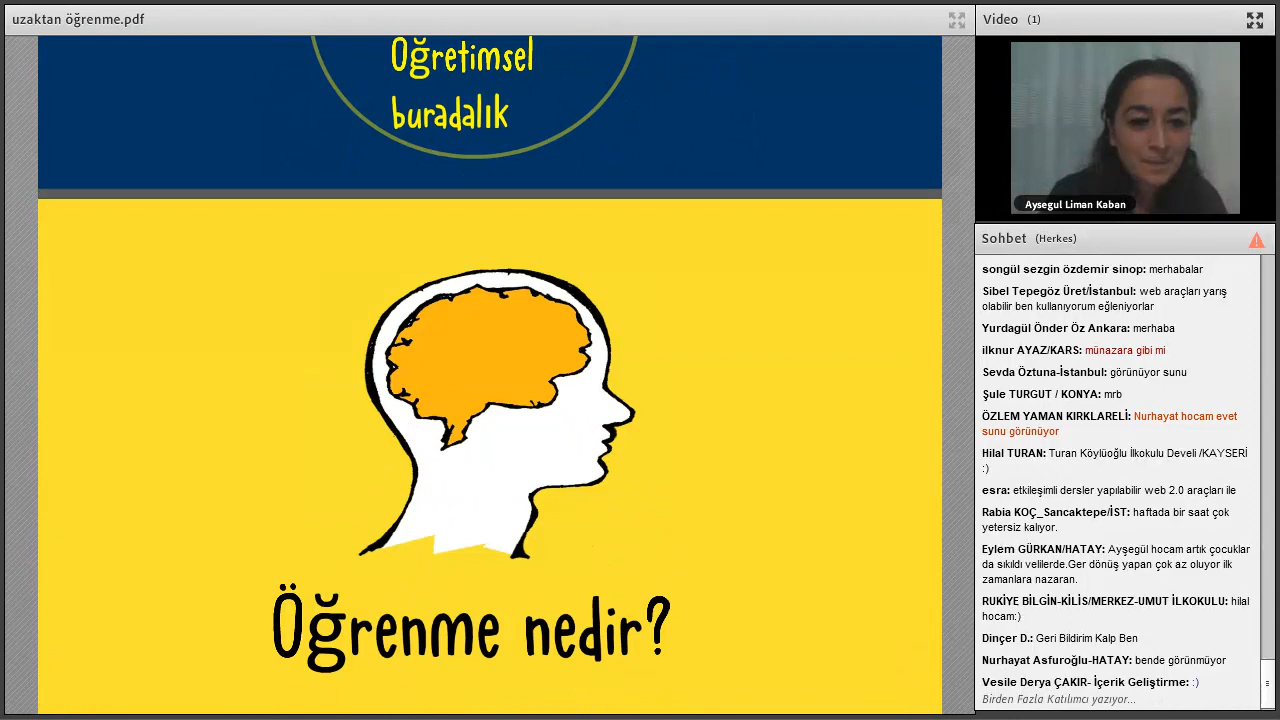 uzaktan öğrenme.pdf
Öğretimsel
buradalık
Öğrenme nedir?
Video (1)
Aysegul Liman Kaban
Sohbet (Herkes)
songül sezgin özdemir sinop: merhabalar
Sibel Tepegöz Üret/İstanbul: web araçları yarış
olabilir ben kullanıyorum eğleniyorlar
Yurdagül Önder Öz Ankara: merhaba
ilknur AYAZ/KARS: münazara gibi mi
Sevda Öztuna-İstanbul: görünüyor sunu
Şule TURGUT / KONYA: mrb
ÖZLEM YAMAN KIRKLARELİ: Nurhayat hocam evet
sunu görünüyor
Hilal TURAN: Turan Köylüoğlu İlkokulu Develi /KAYSERİ
:)
esra: etkileşimli dersler yapılabilir web 2.0 araçları ile
Rabia KOÇ_Sancaktepe/İST: haftada bir saat çok
yetersiz kalıyor.
Eylem GÜRKAN/HATAY: Ayşegül hocam artık çocuklar
da sıkıldı velilerde.Ger dönüş yapan çok az oluyor ilk
zamanlara nazaran.
RUKİYE BİLGİN-KİLİS/MERKEZ-UMUT İLKOKULU: hilal
hocam:)
Dinçer D.: Geri Bildirim Kalp Ben
Nurhayat Asfuroğlu-HATAY: bende görünmüyor
Vesile Derya ÇAKIR- İçerik Geliştirme: :)
Birden Fazla Katılımcı yazıyor...